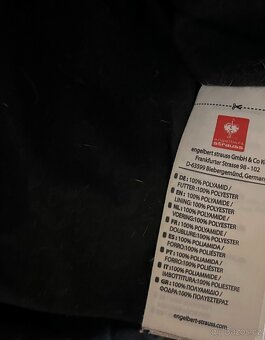 engelbert
strauss
engelbert strauss GmbH & Co K
Frankfurter Strasse 98 - 102
D-63599 Biebergemünd, German
DE: 100% POLYAMID /
FUTTER: 100% POLYESTER
EN: 100% POLYAMIDE /
LINING: 100% POLYESTER
NL: 100% POLYAMIDE /
VOERING: 100% POLYESTER
FR: 100% POLYAMIDE /
DOUBLURE: 100% POLYESTER
ES: 100% POLIAMIDA /
FORRO: 100% POLIÉSTER
PT: 100% POLIAMIDA /
FORRO: 100% POLIÉSTER
IT: 100% POLIAMMIDE /
IMBOTTITURA: 100% POLIESTERE
GR: 100% ΠΟΛΥΑΜΙΔΙΟ /
ΦΟΔΡΑ: 100% ΠΟΛΥΕΣΤΕΡΑΣ
engelbert-strauss.com